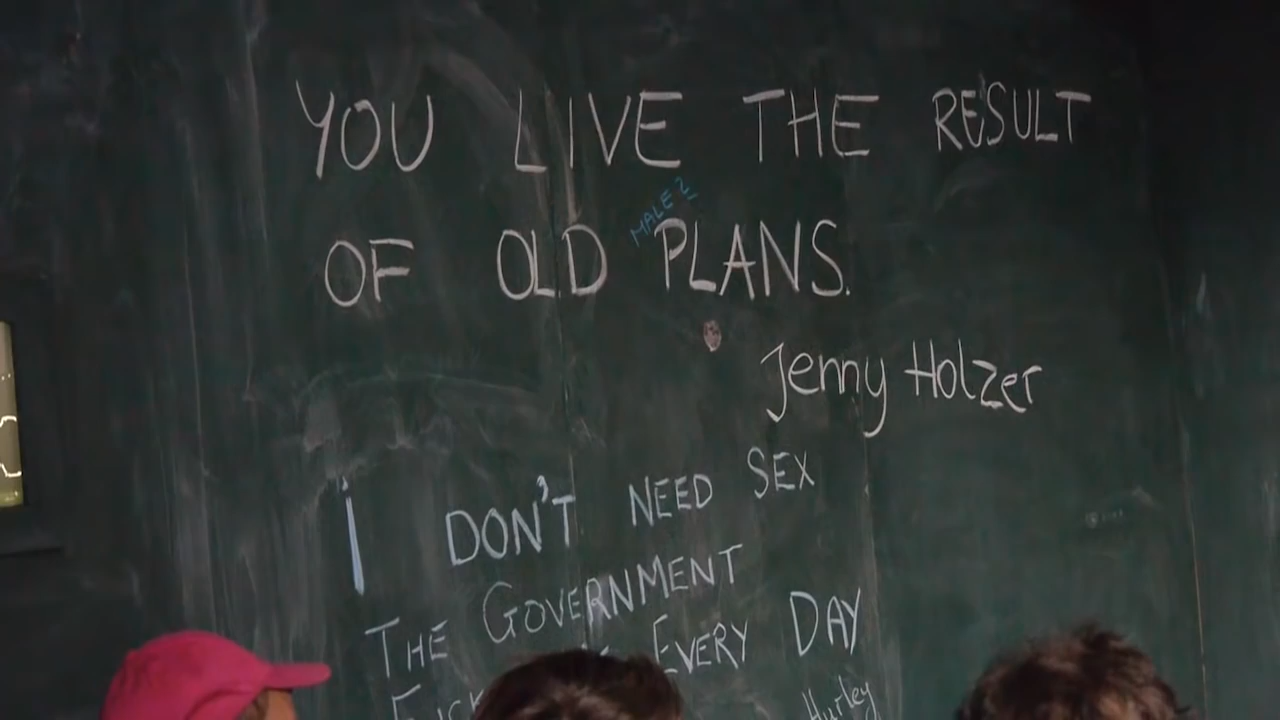 YOU LIVE THE RESULT
MALE?
OF OLD PLANS.
Jenny Holzer
i DON'T NEED SEX
THE GOVERNMENT
EVERY DAY
Hurley